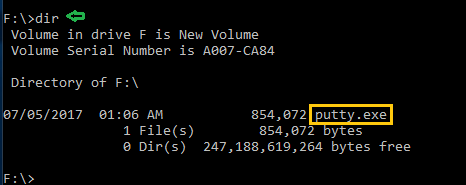 F:\>dir
Volume in drive F is New Volume
Volume Serial Number is A007-CA84
Directory of F:\
07/05/2017  01:06 AM           854,072 putty.exe
1 File(s)        854,072 bytes
0 Dir(s)  247,188,619,264 bytes free
F:\>